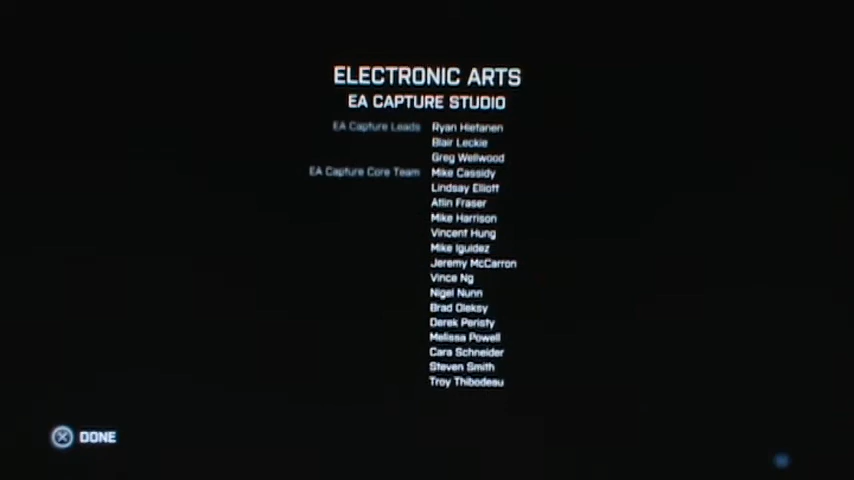 ELECTRONIC ARTS
EA CAPTURE STUDIO
EA Capture Leads Ryan Hietanen
Blair Leckie
Greg Wellwood
EA Capture Core Team Mike Cassidy
Lindsay Elliott
Atlin Fraser
Mike Harrison
Vincent Hung
Mike Iguidez
Jeremy McCarron
Vince Ng
Nigel Nunn
Brad Oleksy
Derek Peristy
Melissa Powell
Cara Schneider
Steven Smith
Troy Thibodeau
DONE